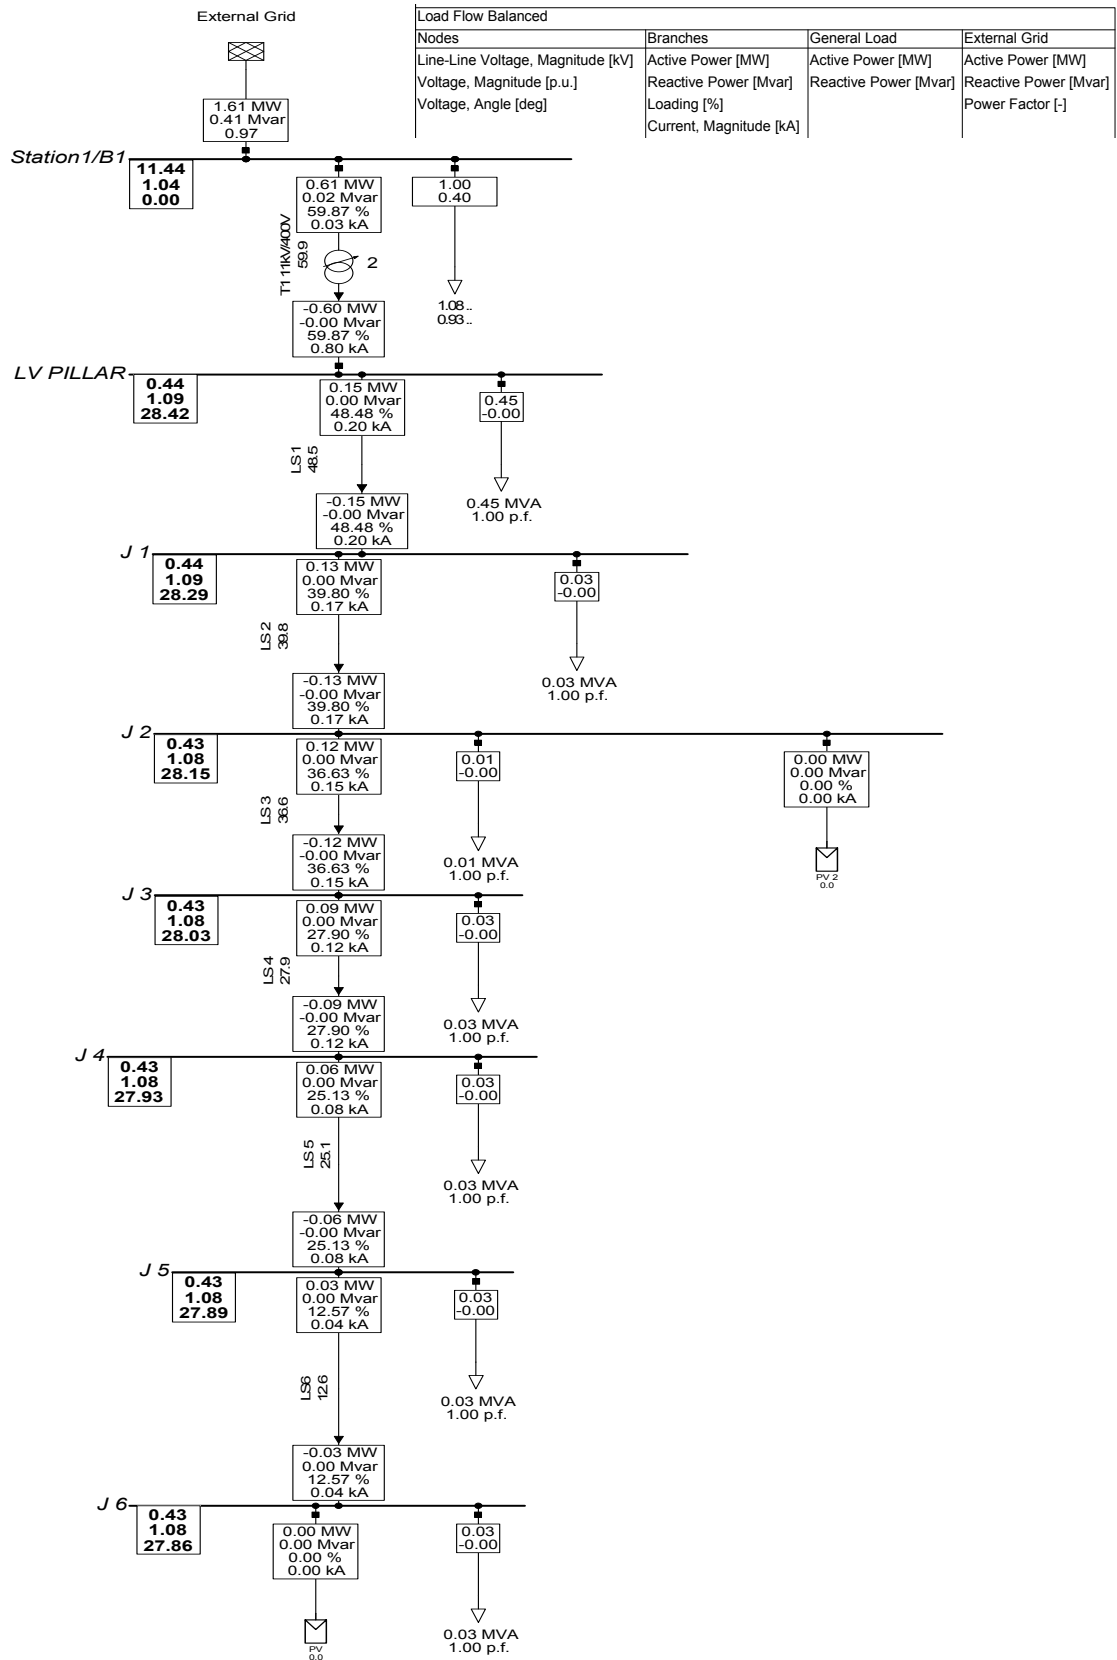 External Grid
Load Flow Balanced
Nodes Branches General Load External Grid
Line-Line Voltage, Magnitude [kV] Active Power [MW] Active Power [MW] Active Power [MW]
Voltage, Magnitude [p.u.] Reactive Power [Mvar] Reactive Power [Mvar] Reactive Power [Mvar]
Voltage, Angle [deg] Loading [%] Power Factor [-]
Current, Magnitude [kA]
1.61 MW
0.41 Mvar
0.97
Station1/B1
11.44
1.04
0.00
0.61 MW
0.02 Mvar
59.87 %
0.03 kA
1.00
0.40
T1 11kV/400V
59.9
2
1.08..
0.93..
-0.60 MW
-0.00 Mvar
59.87 %
0.80 kA
LV PILLAR
0.44
1.09
28.42
0.15 MW
0.00 Mvar
48.48 %
0.20 kA
0.45
-0.00
LS 1
48.5
0.45 MVA
1.00 p.f.
-0.15 MW
-0.00 Mvar
48.48 %
0.20 kA
J 1
0.44
1.09
28.29
0.13 MW
0.00 Mvar
39.80 %
0.17 kA
0.03
-0.00
LS 2
39.8
0.03 MVA
1.00 p.f.
-0.13 MW
-0.00 Mvar
39.80 %
0.17 kA
J 2
0.43
1.08
28.15
0.12 MW
0.00 Mvar
36.63 %
0.15 kA
0.01
-0.00
0.00 MW
0.00 Mvar
0.00 %
0.00 kA
LS 3
36.6
0.01 MVA
1.00 p.f.
PV 2
0.0
-0.12 MW
-0.00 Mvar
36.63 %
0.15 kA
J 3
0.43
1.08
28.03
0.09 MW
0.00 Mvar
27.90 %
0.12 kA
0.03
-0.00
LS 4
27.9
0.03 MVA
1.00 p.f.
-0.09 MW
-0.00 Mvar
27.90 %
0.12 kA
J 4
0.43
1.08
27.93
0.06 MW
0.00 Mvar
25.13 %
0.08 kA
0.03
-0.00
LS 5
25.1
0.03 MVA
1.00 p.f.
-0.06 MW
-0.00 Mvar
25.13 %
0.08 kA
J 5
0.43
1.08
27.89
0.03 MW
0.00 Mvar
12.57 %
0.04 kA
0.03
-0.00
LS6
12.6
0.03 MVA
1.00 p.f.
-0.03 MW
0.00 Mvar
12.57 %
0.04 kA
J 6
0.43
1.08
27.86
0.00 MW
0.00 Mvar
0.00 %
0.00 kA
0.03
-0.00
PV
0.0
0.03 MVA
1.00 p.f.